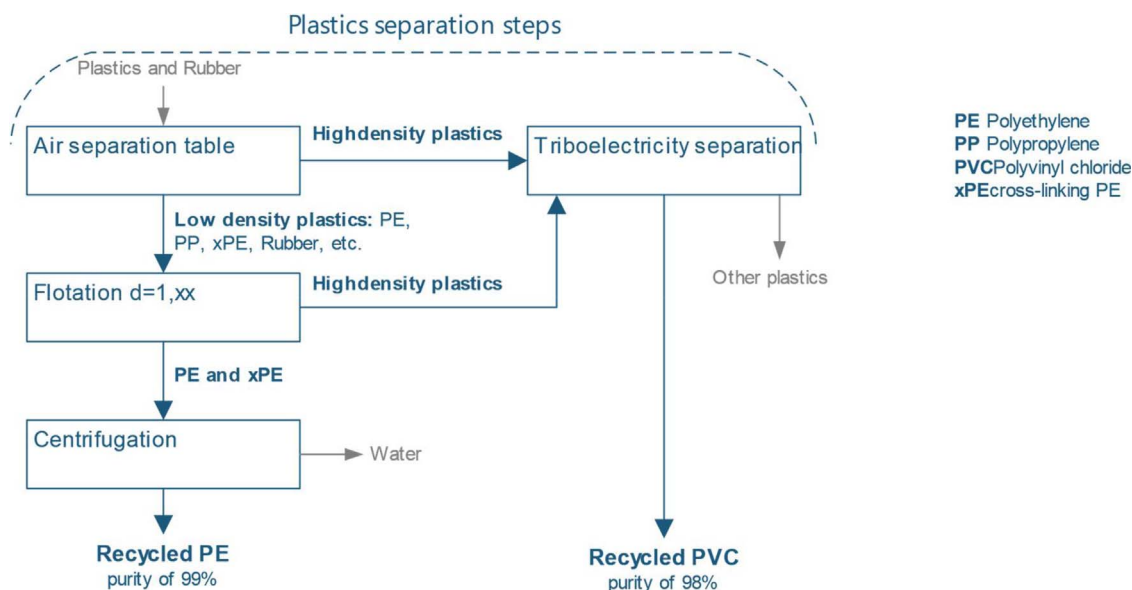 Plastics separation steps
Plastics and Rubber
Air separation table
Highdensity plastics
Triboelectricity separation
PE Polyethylene
PP Polypropylene
PVCPolyvinyl chloride
xPEcross-linking PE
Low density plastics: PE,
PP, xPE, Rubber, etc.
Flotation d=1,xx
Highdensity plastics
Other plastics
PE and xPE
Centrifugation
Water
Recycled PE
purity of 99%
Recycled PVC
purity of 98%